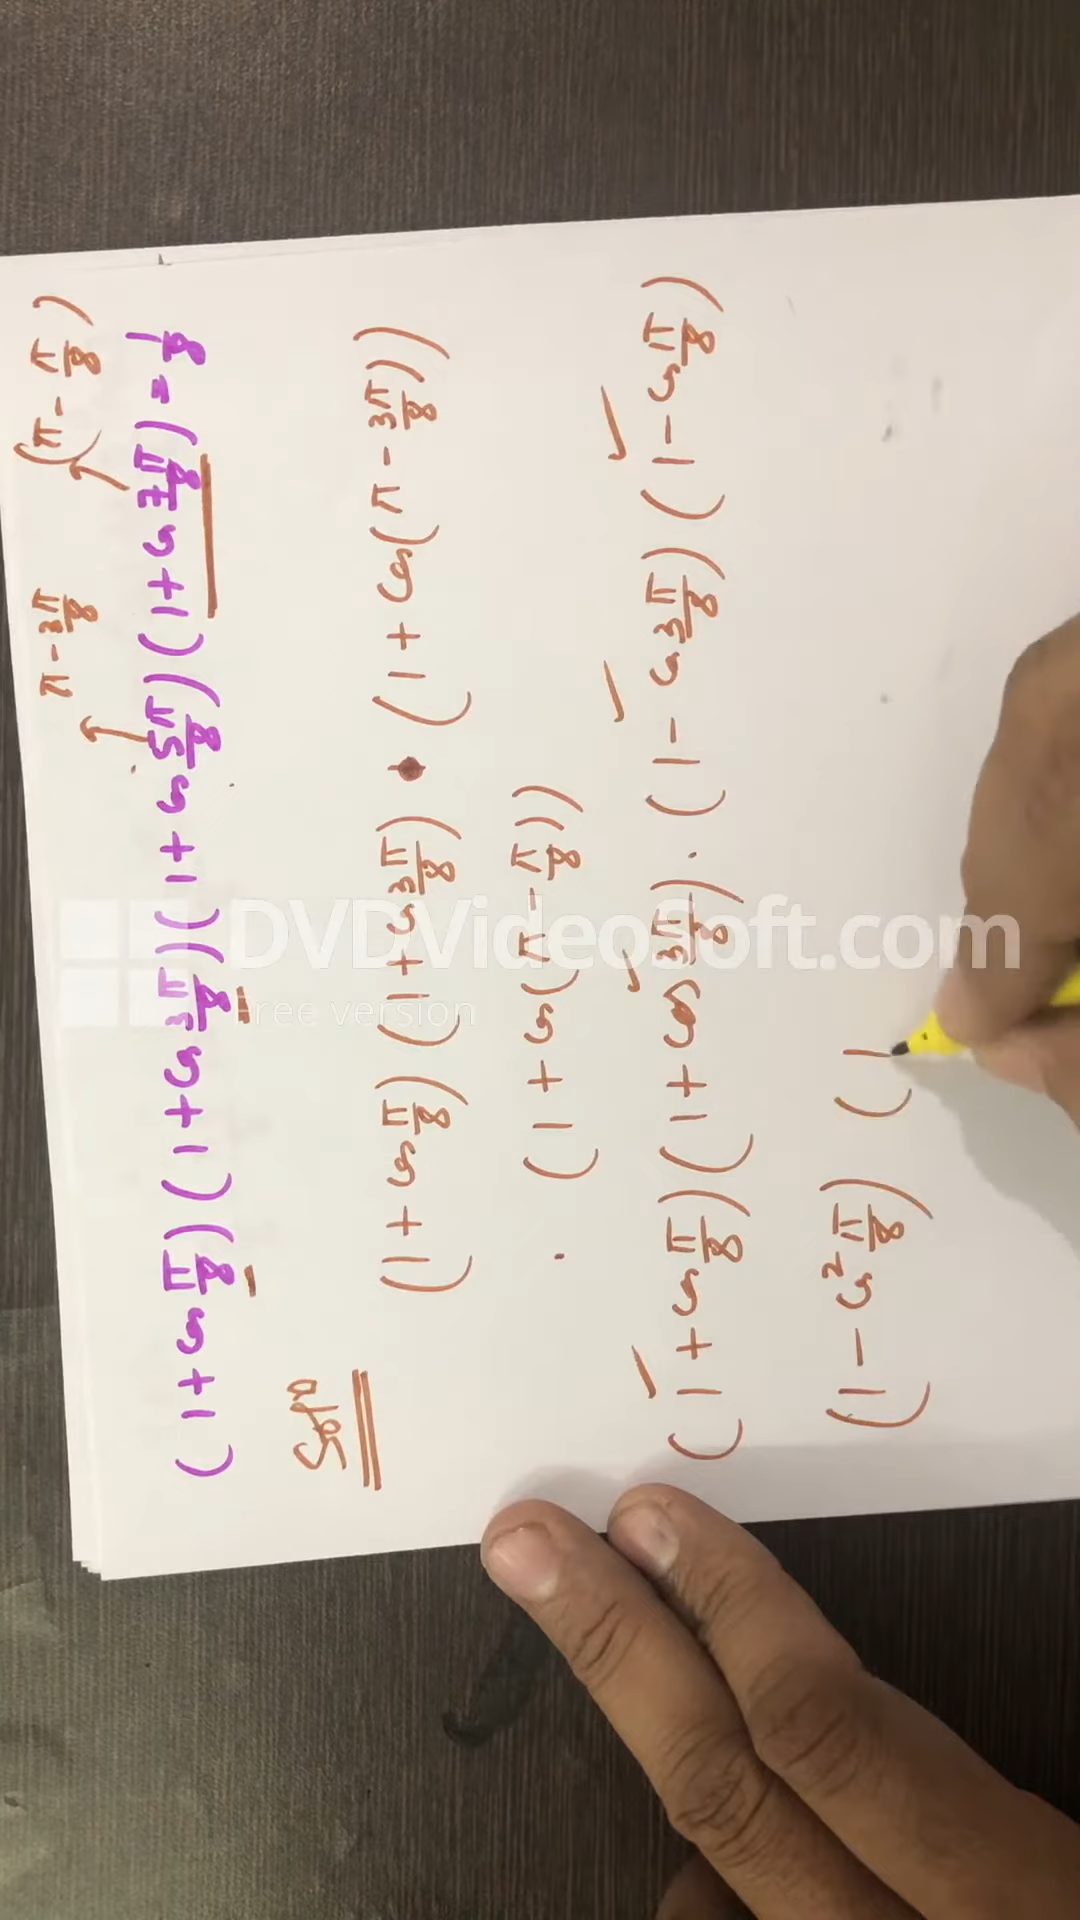 (π - π/8)
π - 3π/8
(1 + cos π/8)(1 + cos 3π/8)(1 + cos 5π/8)(1 + cos 7π/8) = 1/8
Solⁿ
(1 + cos π/8)(1 + cos 3π/8) • (1 + cos(π - 3π/8))
. (1 + cos(π - π/8))
(1 + cos π/8)(1 + cos 3π/8) . (1 - cos 3π/8)(1 - cos π/8)
(1 - cos² π/8) (1
DVDVideoSoft.com
Free version